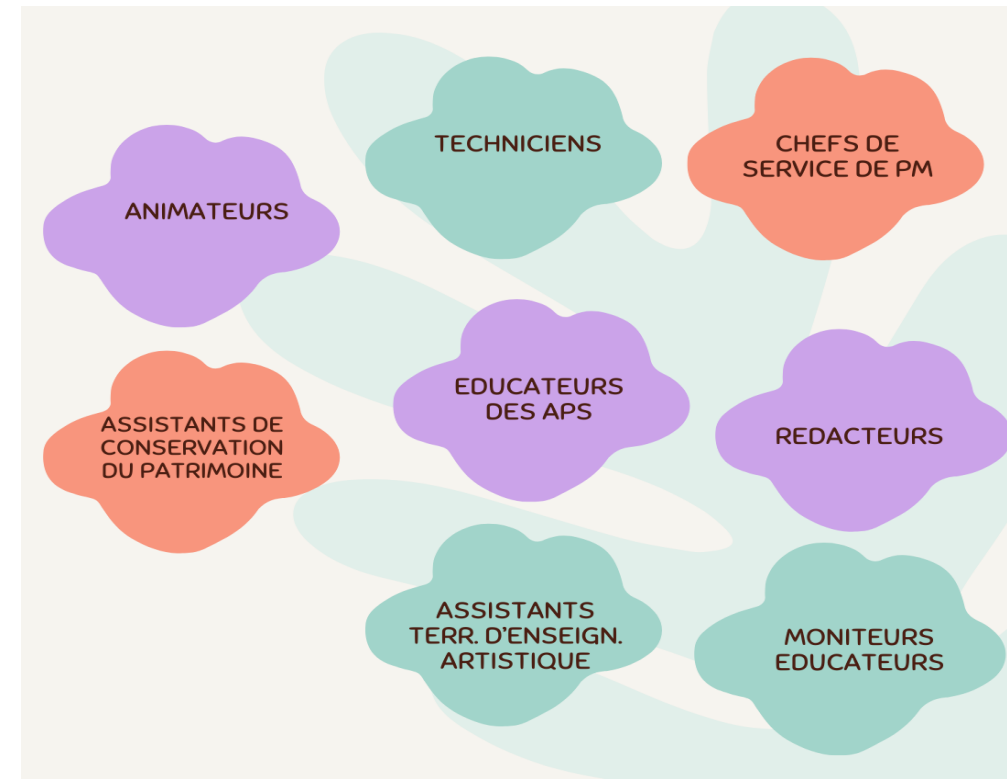 TECHNICIENS
CHEFS DE
SERVICE DE PM
ANIMATEURS
EDUCATEURS
DES APS
REDACTEURS
ASSISTANTS DE
CONSERVATION
DU PATRIMOINE
ASSISTANTS
TERR. D'ENSEIGN.
ARTISTIQUE
MONITEURS
EDUCATEURS